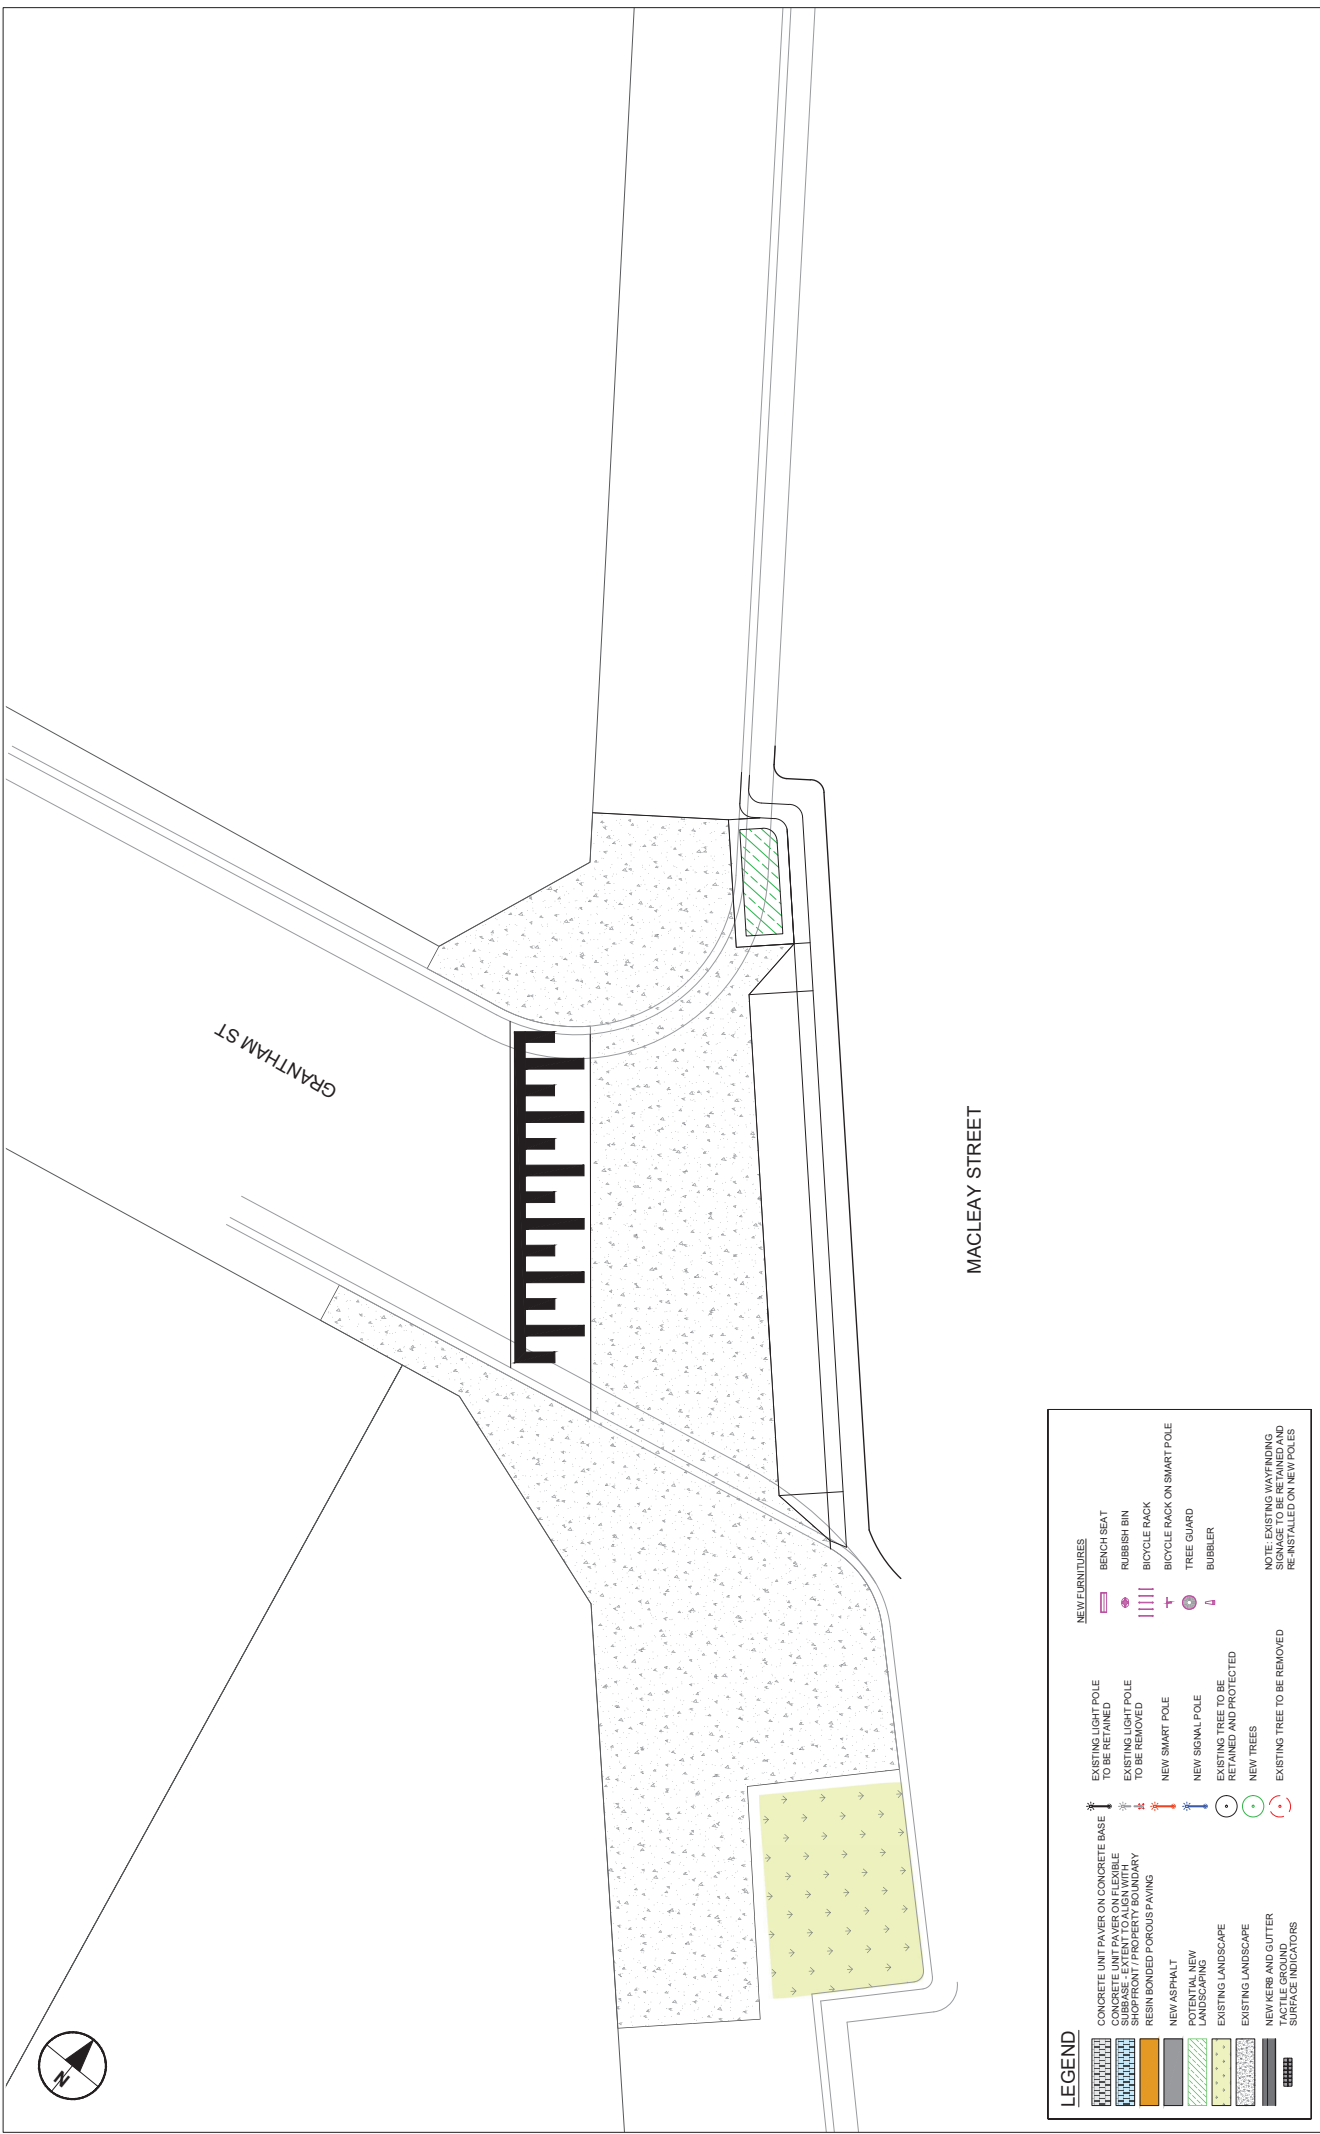 GRANTHAM ST
MACLEAY STREET
N
LEGEND
CONCRETE UNIT PAVER ON CONCRETE BASE
CONCRETE UNIT PAVER ON FLEXIBLE
SUBBASE - EXTENT TO ALIGN WITH
SHOPFRONT / PROPERTY BOUNDARY
RESIN BONDED POROUS PAVING
NEW ASPHALT
POTENTIAL NEW
LANDSCAPING
EXISTING LANDSCAPE
EXISTING LANDSCAPE
NEW KERB AND GUTTER
TACTILE GROUND
SURFACE INDICATORS
EXISTING LIGHT POLE
TO BE RETAINED
EXISTING LIGHT POLE
TO BE REMOVED
NEW SMART POLE
NEW SIGNAL POLE
EXISTING TREE TO BE
RETAINED AND PROTECTED
NEW TREES
EXISTING TREE TO BE REMOVED
NEW FURNITURES
BENCH SEAT
RUBBISH BIN
BICYCLE RACK
BICYCLE RACK ON SMART POLE
TREE GUARD
BUBBLER
NOTE: EXISTING WAYFINDING
SIGNAGE TO BE RETAINED AND
RE-INSTALLED ON NEW POLES